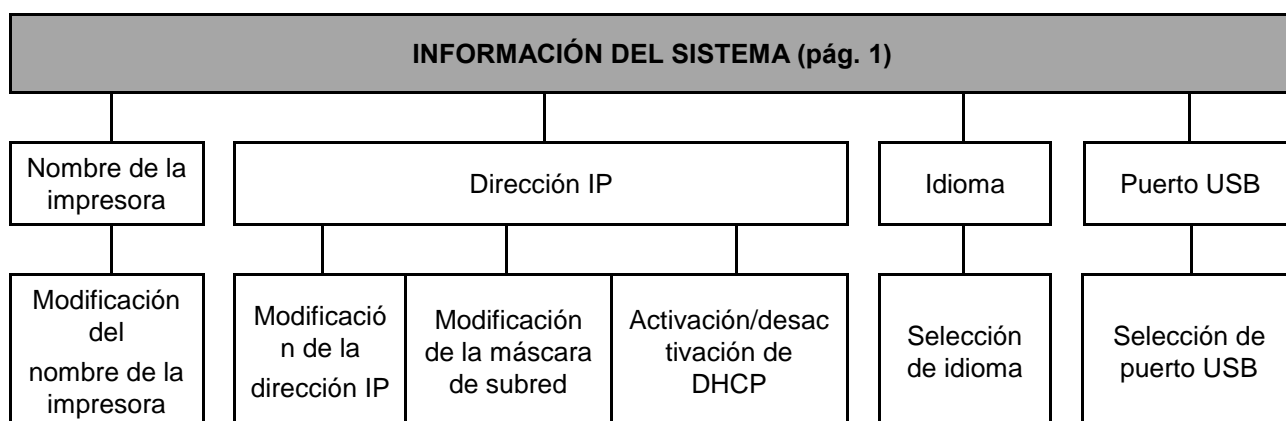 INFORMACIÓN DEL SISTEMA (pág. 1)
Nombre de la
impresora
Dirección IP
Idioma
Puerto USB
Modificación
del
nombre de la
impresora
Modificació
n de la
dirección IP
Modificación
de la máscara
de subred
Activación/desac
tivación de
DHCP
Selección
de idioma
Selección de
puerto USB